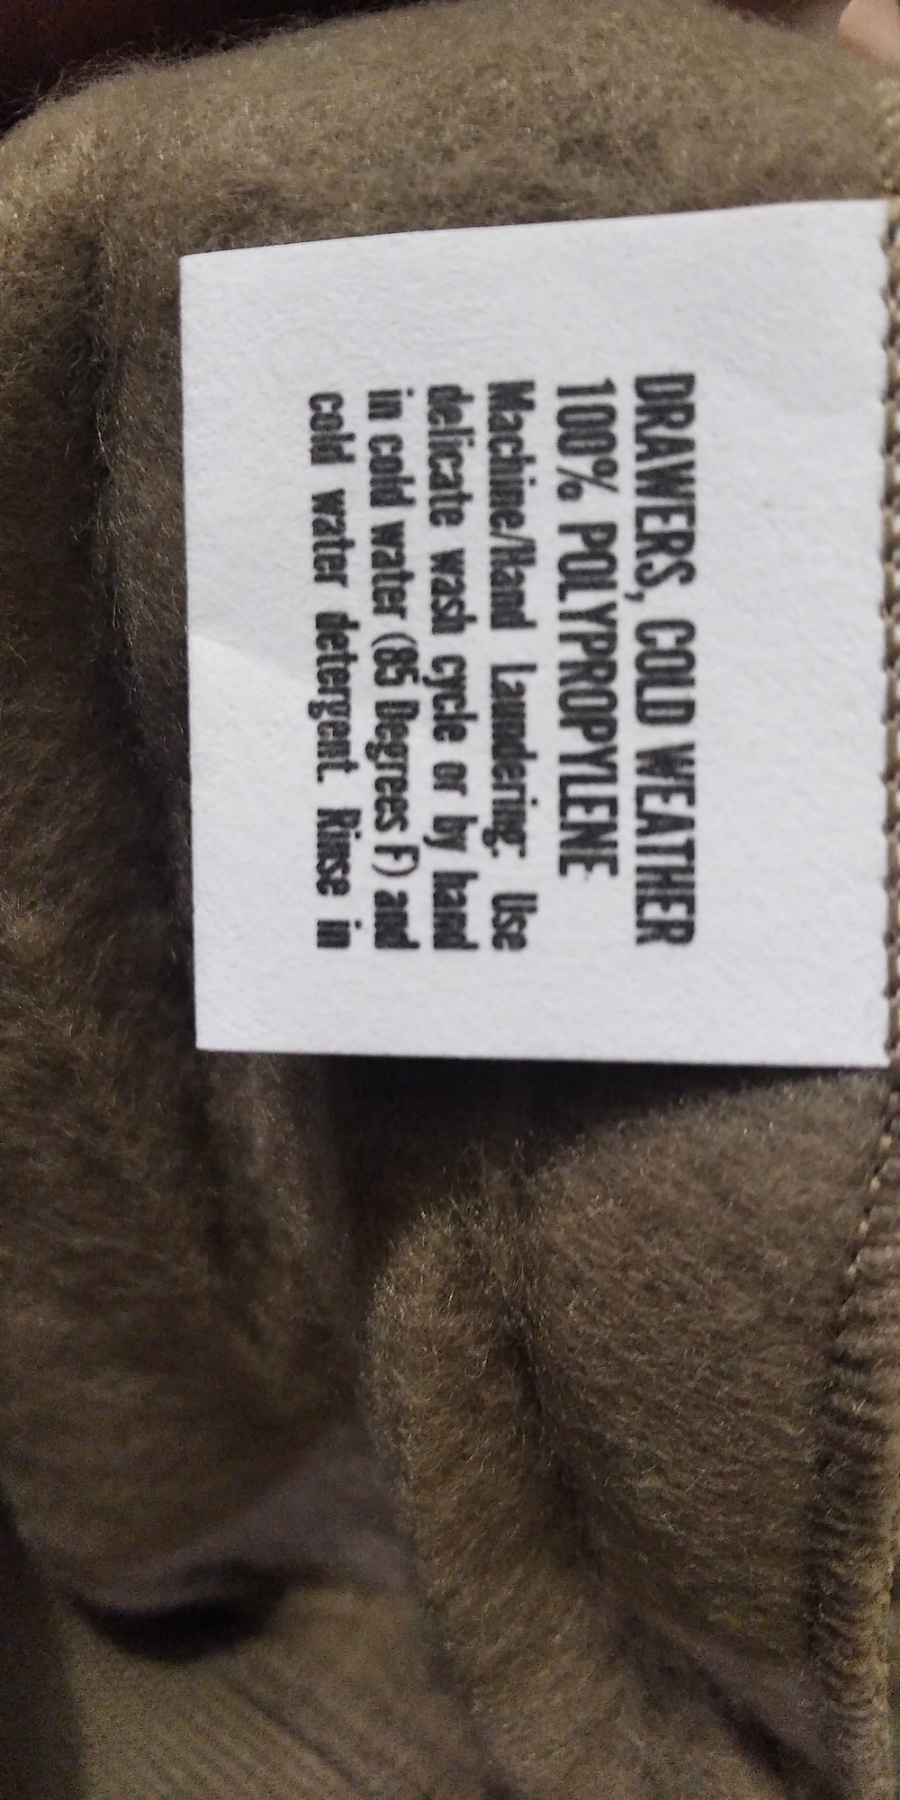 DRAWERS, COLD WEATHER
100% POLYPROPYLENE
Machine/Hand Laundering: Use
delicate wash cycle or by hand
in cold water (85 Degrees F) and
cold water detergent. Rinse in